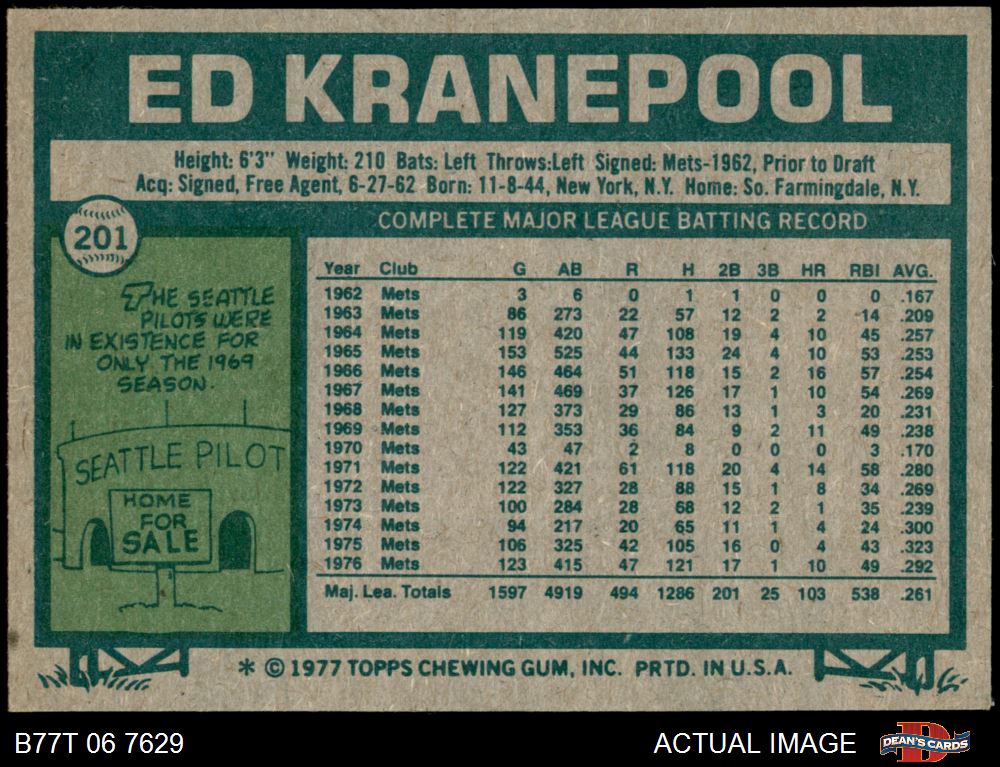 ED KRANEPOOL
Height: 6'3" Weight: 210 Bats: Left Throws:Left Signed: Mets-1962, Prior to Draft
Acq: Signed, Free Agent, 6-27-62 Born: 11-8-44, New York, N.Y. Home: So. Farmingdale, N.Y.
201
COMPLETE MAJOR LEAGUE BATTING RECORD
THE SEATTLE
PILOTS WERE
IN EXISTENCE FOR
ONLY THE 1969
SEASON.
SEATTLE PILOT
HOME
FOR
SALE
Year Club G AB R H 2B 3B HR RBI AVG.
1962 Mets 3 6 0 1 1 0 0 0 .167
1963 Mets 86 273 22 57 12 2 2 14 .209
1964 Mets 119 420 47 108 19 4 10 45 .257
1965 Mets 153 525 44 133 24 4 10 53 .253
1966 Mets 146 464 51 118 15 2 16 57 .254
1967 Mets 141 469 37 126 17 1 10 54 .269
1968 Mets 127 373 29 86 13 1 3 20 .231
1969 Mets 112 353 36 84 9 2 11 49 .238
1970 Mets 43 47 2 8 0 0 0 3 .170
1971 Mets 122 421 61 118 20 4 14 58 .280
1972 Mets 122 327 28 88 15 1 8 34 .269
1973 Mets 100 284 28 68 12 2 1 35 .239
1974 Mets 94 217 20 65 11 1 4 24 .300
1975 Mets 106 325 42 105 16 0 4 43 .323
1976 Mets 123 415 47 121 17 1 10 49 .292
Maj. Lea. Totals 1597 4919 494 1286 201 25 103 538 .261
* © 1977 TOPPS CHEWING GUM, INC. PRTD. IN U.S.A.
B77T 06 7629
ACTUAL IMAGE
DEAN'S CARDS